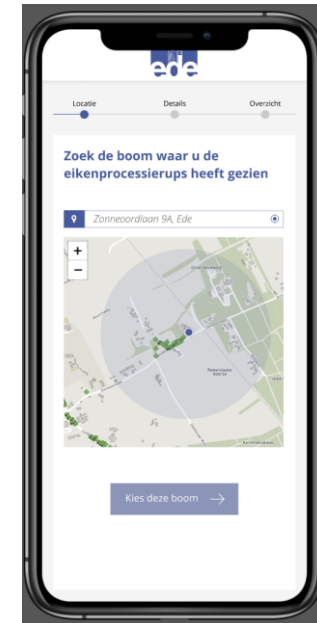 ede
Locatie Details Overzicht
Zoek de boom waar u de
eikenprocessierups heeft gezien
Zonneoordlaan 9A, Ede
+
−
Kies deze boom →